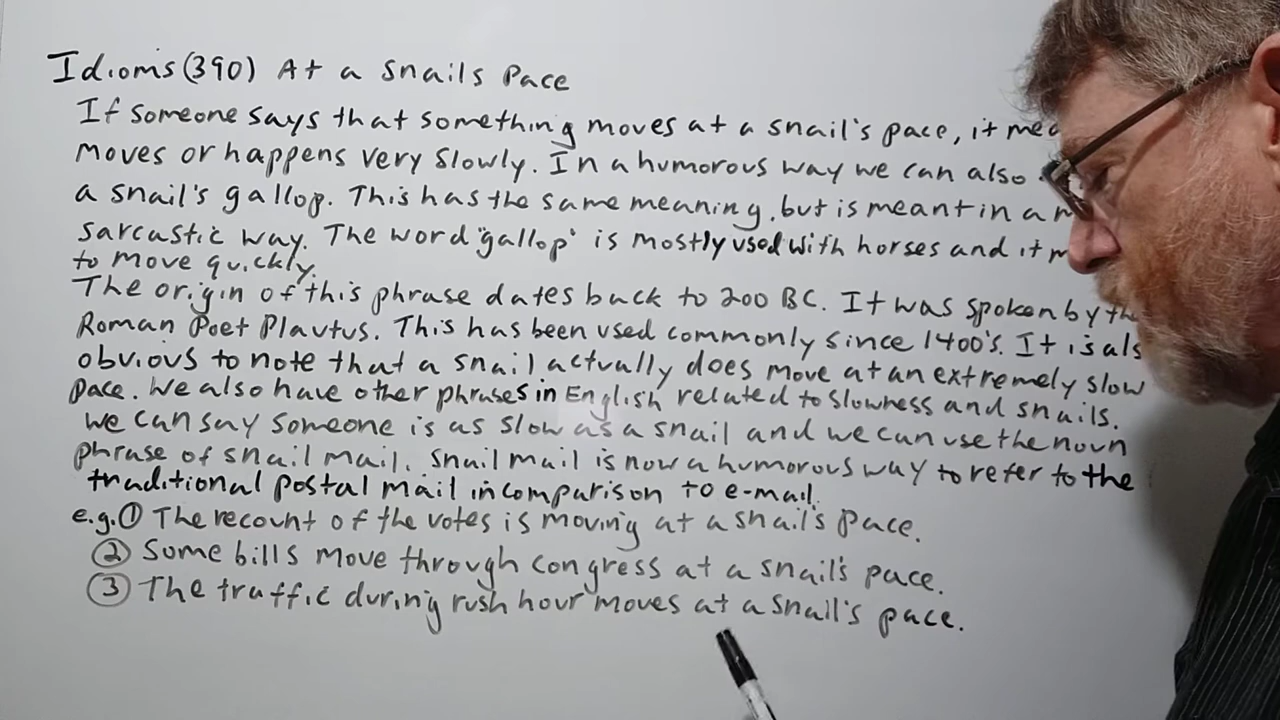 Idioms (390) At a snails Pace
If someone says that something moves at a snail's pace, it
moves or happens very slowly. In a humorous way we can also
a snail's gallop. This has the same meaning, but is meant in a
sarcastic way. The word "gallop" is mostly used with horses and it
to move quickly.
The origin of this phrase dates back to 200 BC. It was spoken by
Roman Poet Plautus. This has been used commonly since 1400's. It is
obvious to note that a snail actually does move at an extremely slow
pace. We also have other phrases in English related to slowness and snails.
We can say someone is as slow as a snail and we can use the noun
phrase of snail mail. Snail mail is now a humorous way to refer to the
traditional postal mail in comparison to e-mail.
e.g. ① The recount of the votes is moving at a snail's pace.
② Some bills move through congress at a snail's pace.
③ The traffic during rush hour moves at a snail's pace.